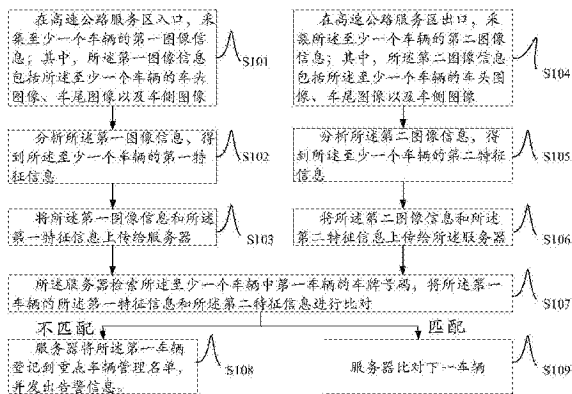 在高速公路服务区入口，采
集至少一个车辆的第一图像信
息；其中，所述第一图像信息
包括所述至少一个车辆的车头
图像、车尾图像以及车侧图像
S101
分析所述第一图像信息，得
到所述至少一个车辆的第一特
征信息
S102
将所述第一图像信息和所述
第一特征信息上传给服务器
S103
在高速公路服务区出口，采
集至少一个车辆的第二图像信
息；其中，所述第二图像信息
包括所述至少一个车辆的车头
图像、车尾图像以及车侧图像
S104
分析所述第二图像信息，得
到所述至少一个车辆的第二特征
信息
S105
将所述第二图像信息和所述
第二特征信息上传给所述服务器
S106
所述服务器检索所述至少一个车辆中第一车辆的车牌号码，将所述第一
车辆的所述第一特征信息和所述第二特征信息进行比对
S107
不匹配
匹配
服务器将所述第一车辆
登记到重点车辆管理名单，
并发出告警信息。
S108
服务器比对下一车辆
S109